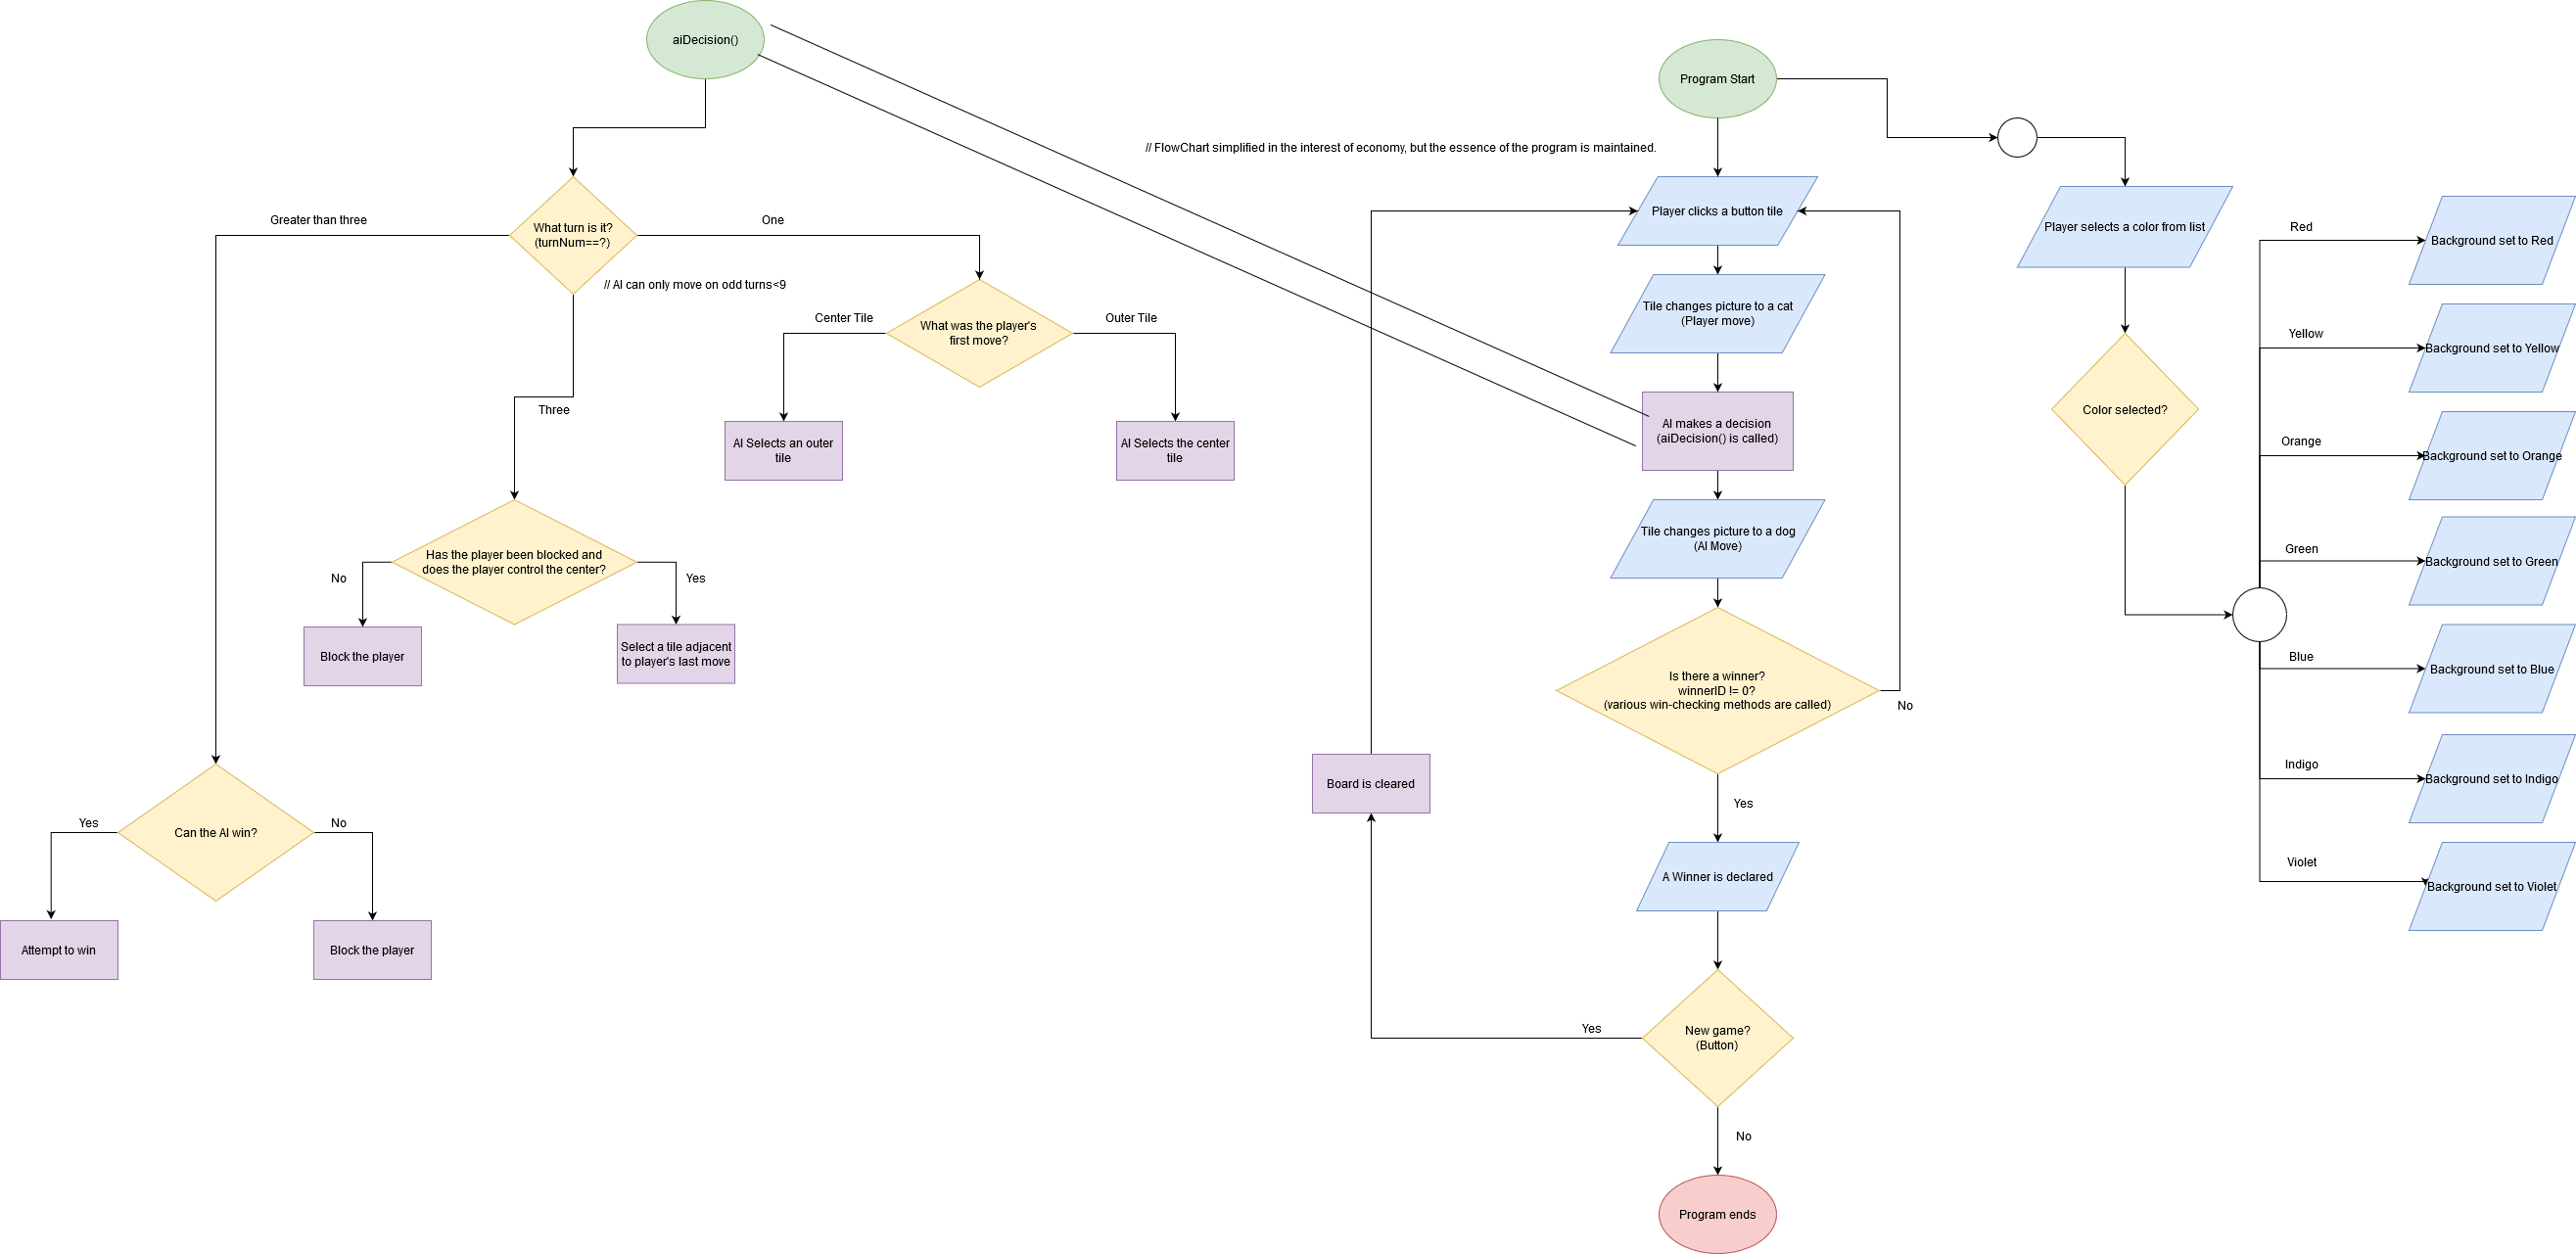 aiDecision()
Program Start
// FlowChart simplified in the interest of economy, but the essence of the program is maintained.
Greater than three
What turn is it?
(turnNum==?)
One
// AI can only move on odd turns<9
Center Tile
What was the player's
first move?
Outer Tile
Three
AI Selects an outer
tile
AI Selects the center
tile
Has the player been blocked and
does the player control the center?
No
Yes
Block the player
Select a tile adjacent
to player's last move
Can the AI win?
Yes
No
Attempt to win
Block the player
Player clicks a button tile
Tile changes picture to a cat
(Player move)
AI makes a decision
(aiDecision() is called)
Tile changes picture to a dog
(AI Move)
Is there a winner?
winnerID != 0?
(various win-checking methods are called)
No
Board is cleared
Yes
A Winner is declared
New game?
(Button)
Yes
No
Program ends
Player selects a color from list
Color selected?
Red
Background set to Red
Yellow
Background set to Yellow
Orange
Background set to Orange
Green
Background set to Green
Blue
Background set to Blue
Indigo
Background set to Indigo
Violet
Background set to Violet